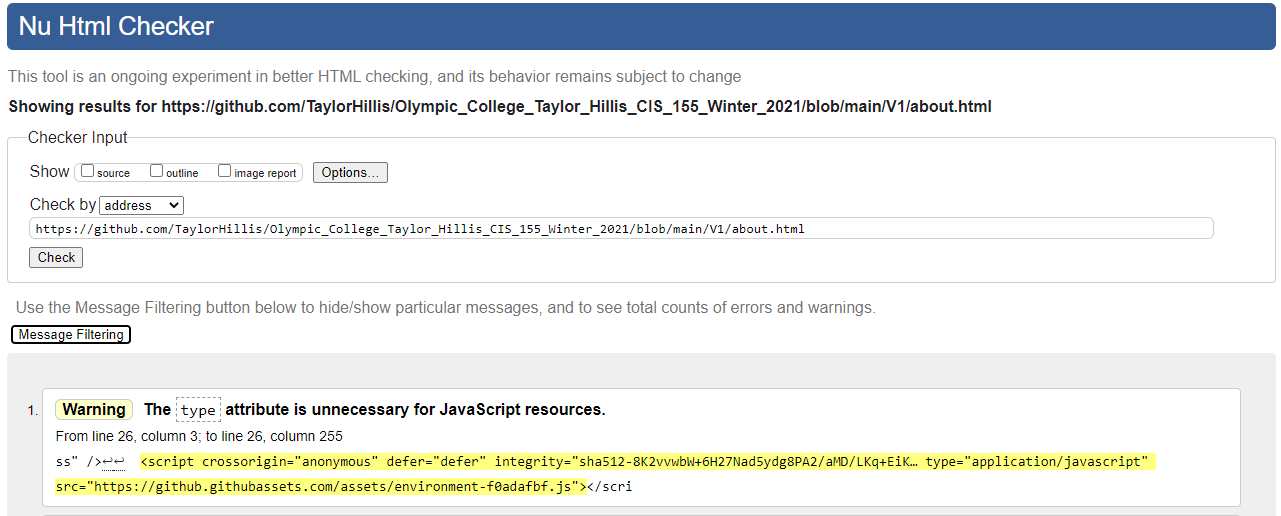 Nu Html Checker
This tool is an ongoing experiment in better HTML checking, and its behavior remains subject to change
Showing results for https://github.com/TaylorHillis/Olympic_College_Taylor_Hillis_CIS_155_Winter_2021/blob/main/V1/about.html
Checker Input
Show source outline image report Options...
Check by address
https://github.com/TaylorHillis/Olympic_College_Taylor_Hillis_CIS_155_Winter_2021/blob/main/V1/about.html
Check
Use the Message Filtering button below to hide/show particular messages, and to see total counts of errors and warnings.
Message Filtering
1. Warning The type attribute is unnecessary for JavaScript resources.
From line 26, column 3; to line 26, column 255
ss" />↩↩  <script crossorigin="anonymous" defer="defer" integrity="sha512-8K2vvwbW+6H27Nad5ydg8PA2/aMD/LKq+EiK… type="application/javascript"
src="https://github.githubassets.com/assets/environment-f0adafbf.js"></scri